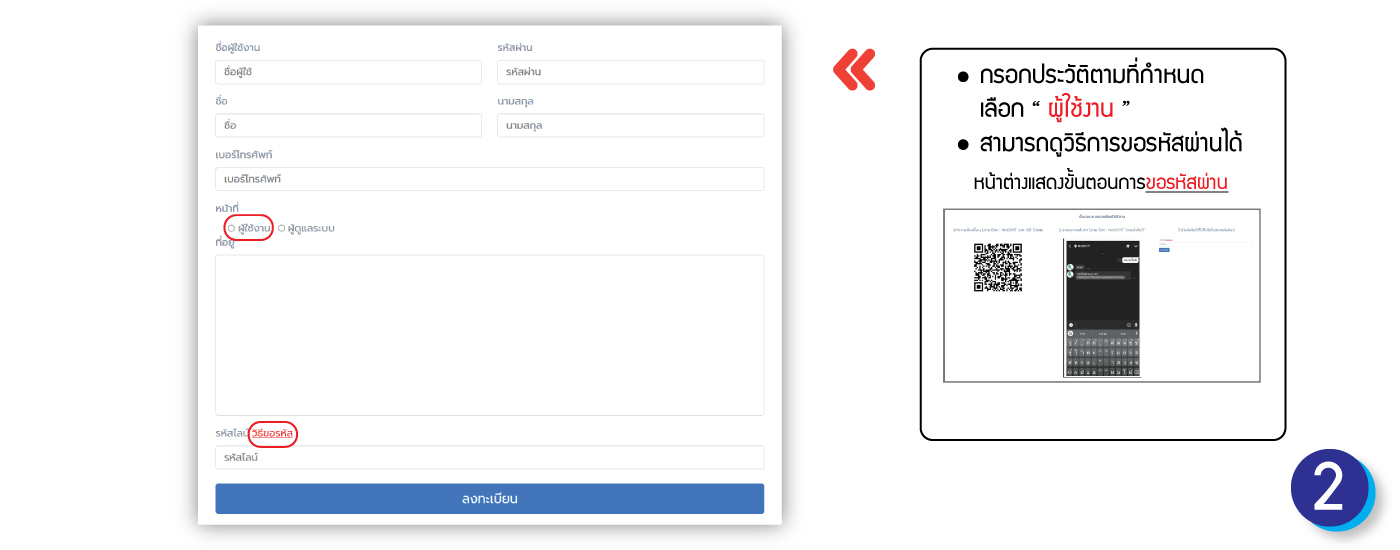 ชื่อผู้ใช้งาน
ชื่อผู้ใช้
รหัสผ่าน
รหัสผ่าน
ชื่อ
ชื่อ
นามสกุล
นามสกุล
เบอร์โทรศัพท์
เบอร์โทรศัพท์
หน้าที่
ผู้ใช้งาน ผู้ดูแลระบบ
ที่อยู่
รหัสไลน์ วิธีขอรหัส
รหัสไลน์
ลงทะเบียน
● กรอกประวัติตามที่กำหนด
เลือก “ ผู้ใช้งาน ”
● สามารถดูวิธีการขอรหัสผ่านได้
หน้าต่างแสดงขั้นตอนการขอรหัสผ่าน
2